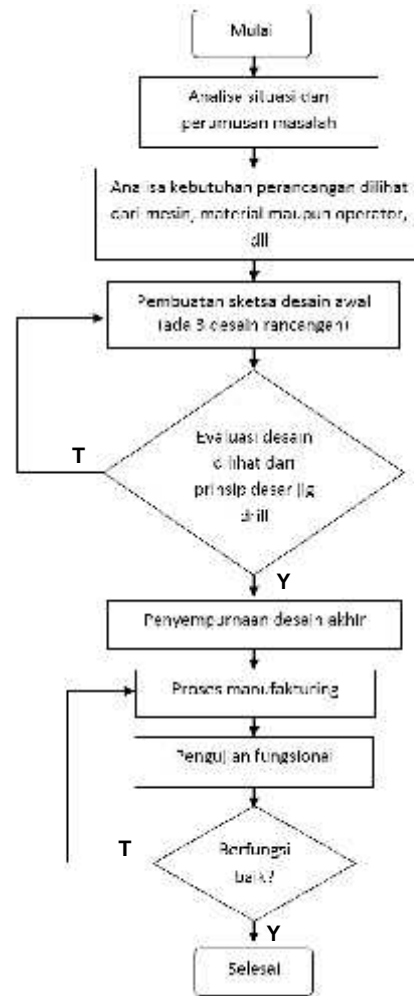 Mulai
Analisa situasi dan
perumusan masalah
Analisa kebutuhan perancangan dilihat
dari mesin, material maupun operator,
dll
Pembuatan sketsa desain awal
(ada 3 desain rancangan)
Evaluasi desain
dilihat dari
prinsip dasar jig
drill
T
Y
Penyempurnaan desain akhir
Proses manufakturing
Pengujian fungsional
Berfungsi
baik?
T
Y
Selesai